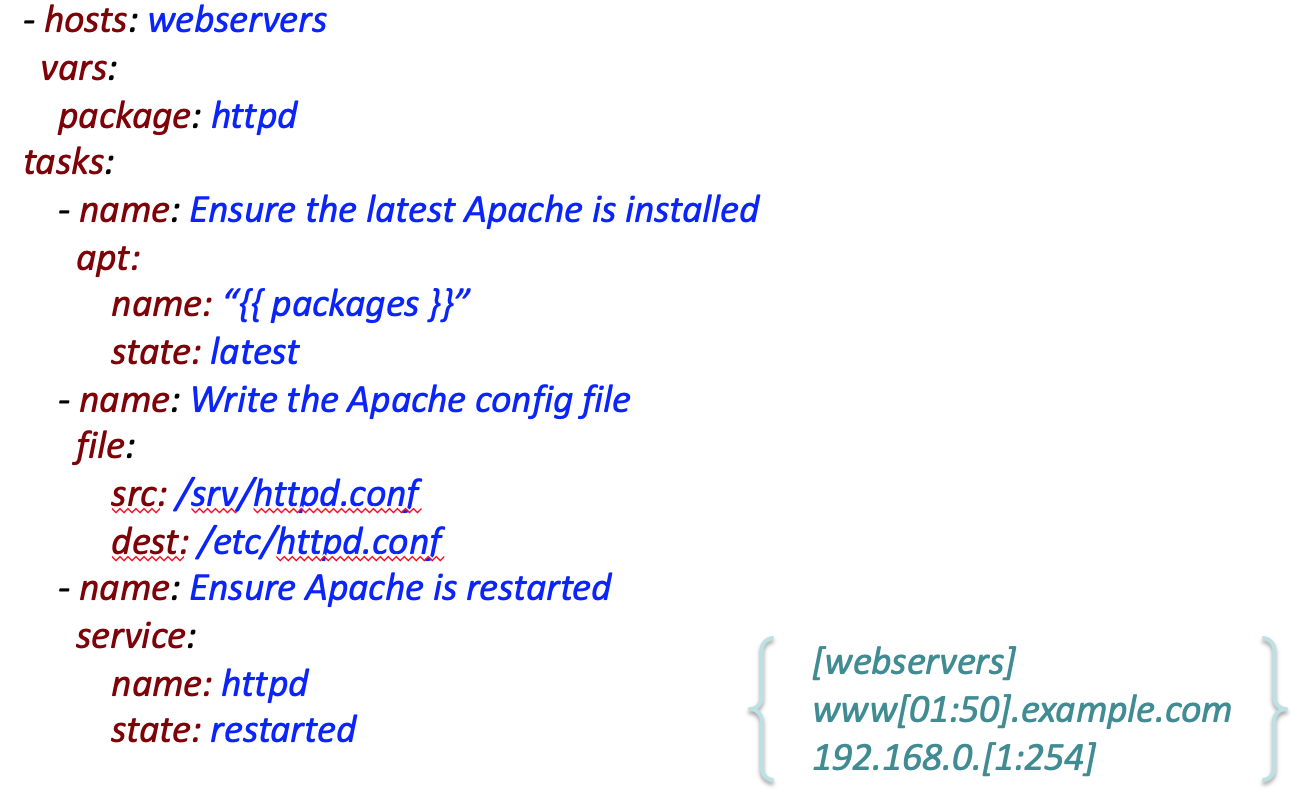 - hosts: webservers
vars:
package: httpd
tasks:
- name: Ensure the latest Apache is installed
apt:
name: “{{ packages }}”
state: latest
- name: Write the Apache config file
file:
src: /srv/httpd.conf
dest: /etc/httpd.conf
- name: Ensure Apache is restarted
service:
name: httpd
state: restarted
[webservers]
www[01:50].example.com
192.168.0.[1:254]